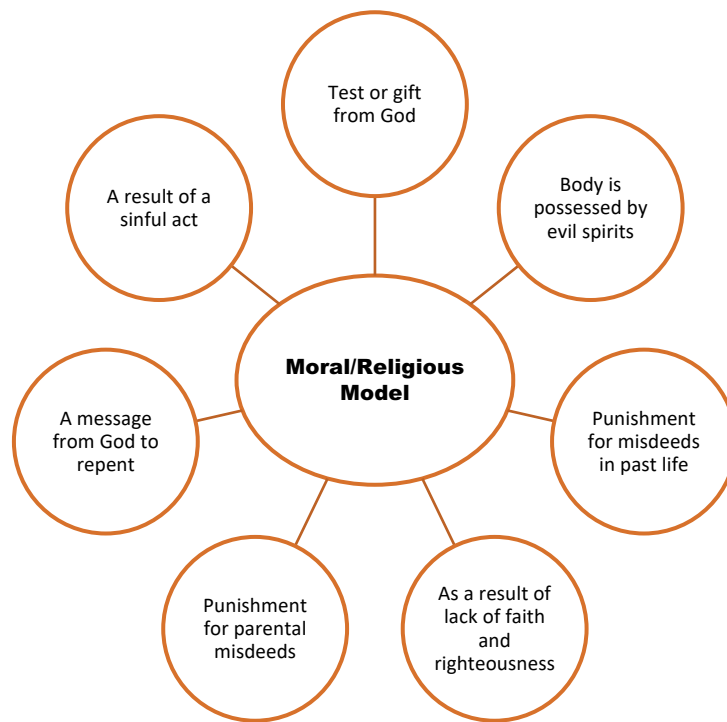 Test or gift
from God
Body is
possessed by
evil spirits
Punishment
for misdeeds
in past life
As a result of
lack of faith
and
righteousness
Punishment
for parental
misdeeds
A message
from God to
repent
A result of a
sinful act
Moral/Religious
Model